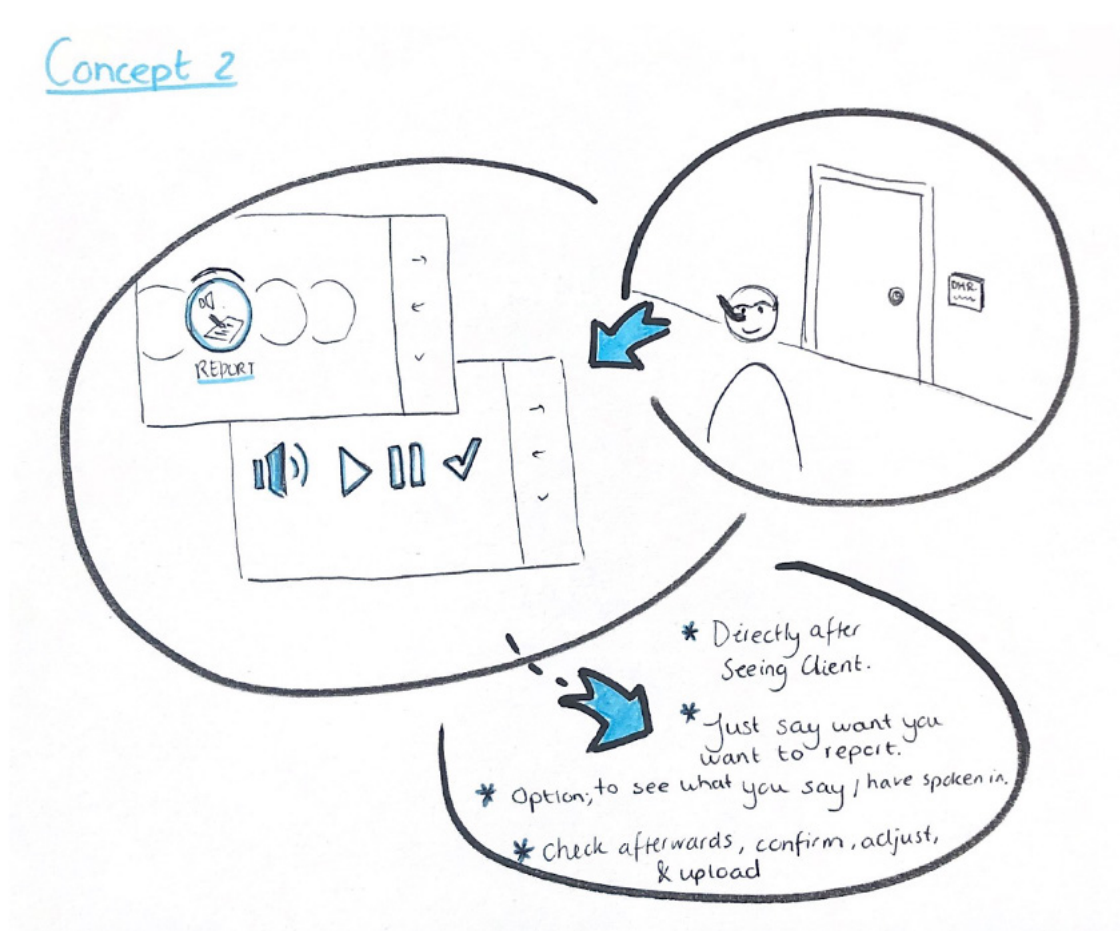 Concept 2
DHR.
REPORT
* Directly after
Seeing Client.
* Just say want you
want to report.
* Option; to see what you say / have spoken in.
* Check afterwards, confirm, adjust,
& upload